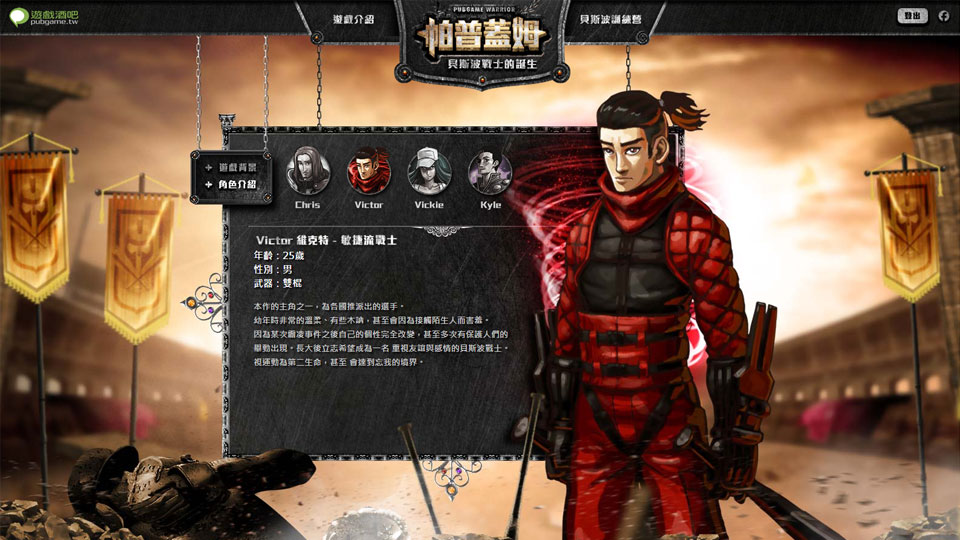 遊戲酒吧
pubgame.tw
遊戲介紹
PUBGAME WARRIOR
帕普蓋姆
貝斯波戰士的誕生
貝斯波訓練營
登出
遊戲背景
角色介紹
Chris
Victor
Vickie
Kyle
Victor 維克特 - 敏捷流戰士
年齡：25歲
性別：男
武器：雙棍
本作的主角之一，為各國推派出的選手。
幼年時非常的溫柔、有些木訥，甚至會因為接觸陌生人而害羞。
因為某次霸凌事件之後自己的個性完全改變，甚至多次有保護人們的
舉動出現。長大後立志希望成為一名 重視友誼與感情的貝斯波戰士。
視運動為第二生命，甚至 會達到忘我的境界。